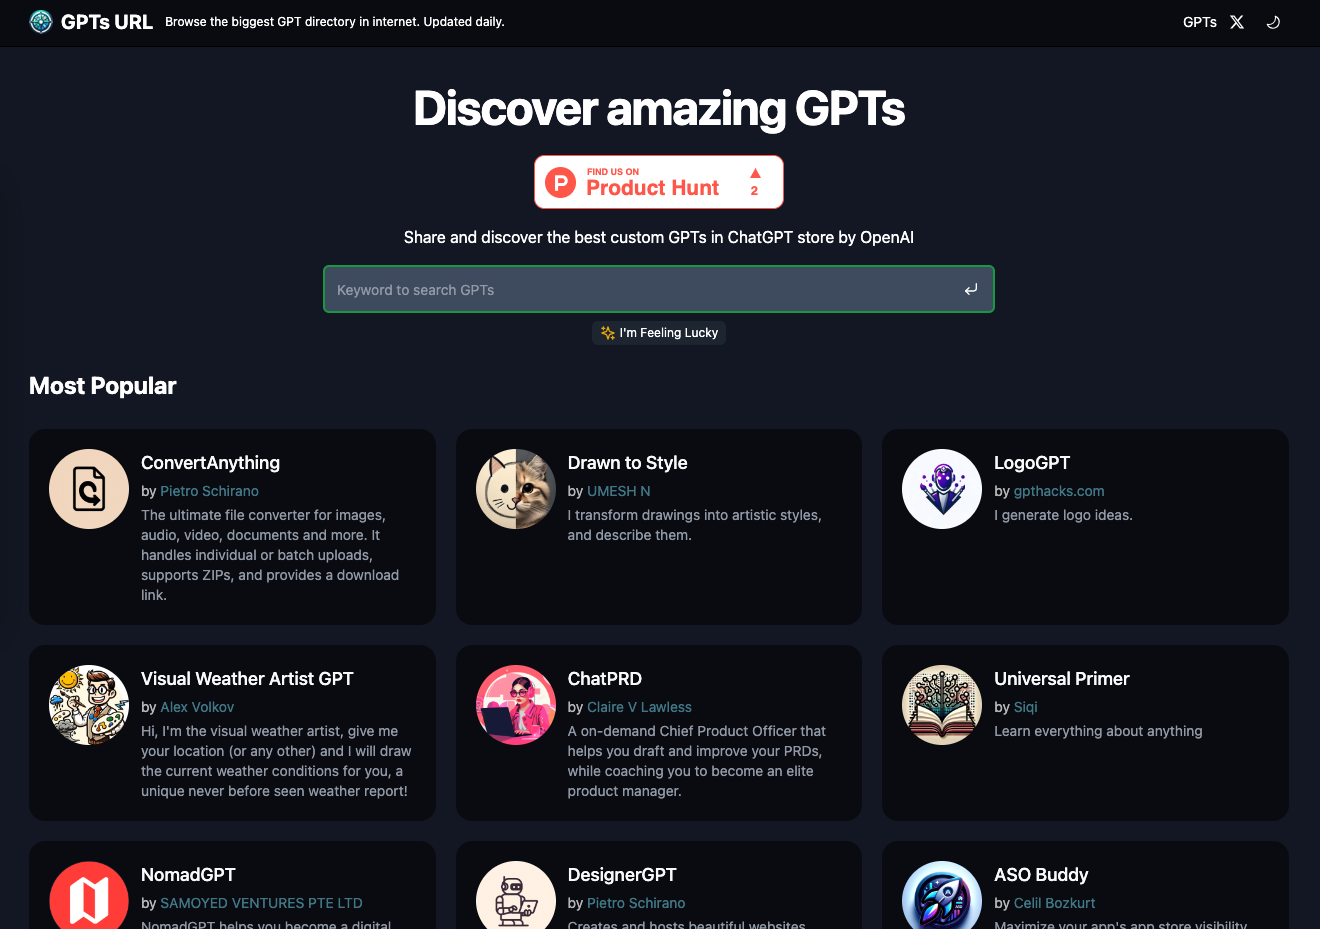 GPTs URL Browse the biggest GPT directory in internet. Updated daily. GPTs X
Discover amazing GPTs
P FIND US ON
Product Hunt ▲ 2
Share and discover the best custom GPTs in ChatGPT store by OpenAI
Keyword to search GPTs
✨ I'm Feeling Lucky
Most Popular
ConvertAnything
by Pietro Schirano
The ultimate file converter for images,
audio, video, documents and more. It
handles individual or batch uploads,
supports ZIPs, and provides a download
link.
Drawn to Style
by UMESH N
I transform drawings into artistic styles,
and describe them.
LogoGPT
by gpthacks.com
I generate logo ideas.
Visual Weather Artist GPT
by Alex Volkov
Hi, I'm the visual weather artist, give me
your location (or any other) and I will draw
the current weather conditions for you, a
unique never before seen weather report!
ChatPRD
by Claire V Lawless
A on-demand Chief Product Officer that
helps you draft and improve your PRDs,
while coaching you to become an elite
product manager.
Universal Primer
by Siqi
Learn everything about anything
NomadGPT
by SAMOYED VENTURES PTE LTD
NomadGPT helps you become a digital
DesignerGPT
by Pietro Schirano
Creates and hosts beautiful websites
ASO Buddy
by Celil Bozkurt
Maximize your app's app store visibility